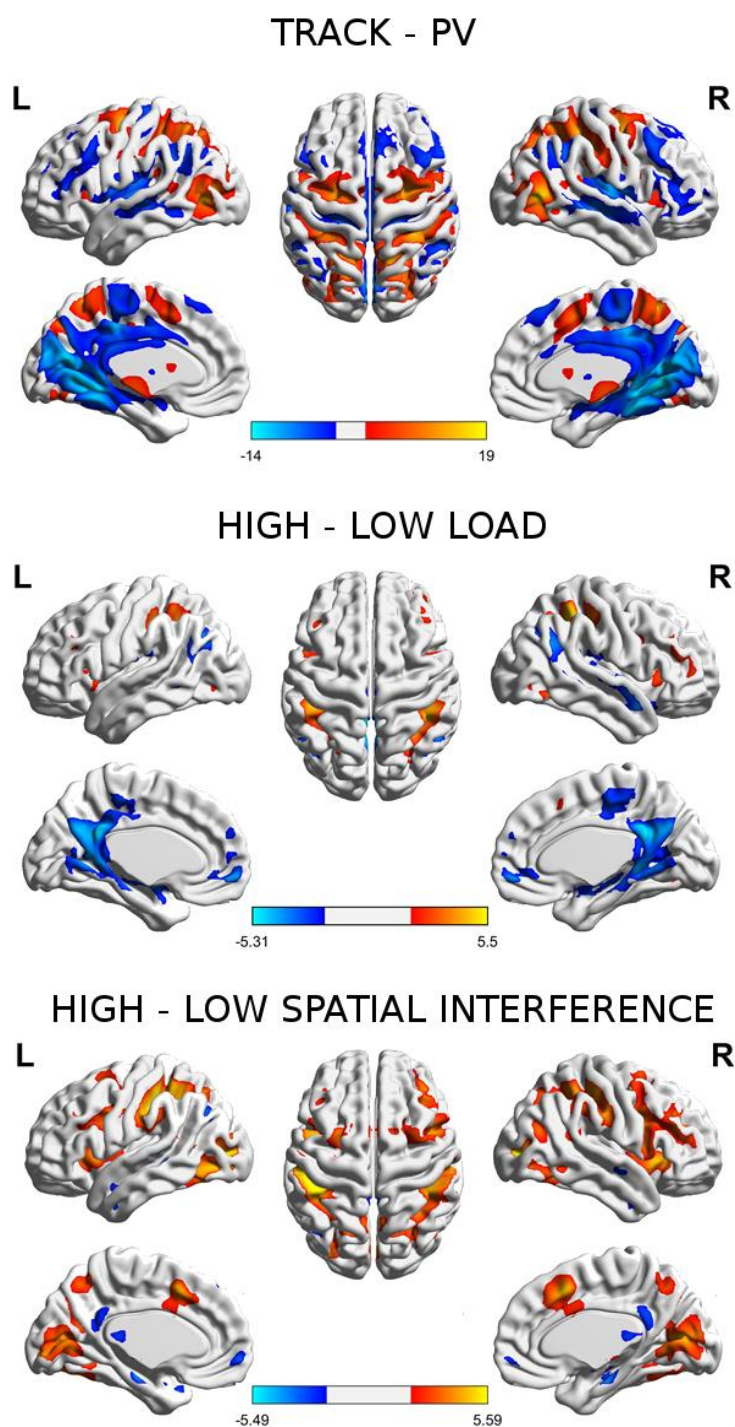 TRACK - PV
L R
-14 19
HIGH - LOW LOAD
L R
-5.31 5.5
HIGH - LOW SPATIAL INTERFERENCE
L R
-5.49 5.59